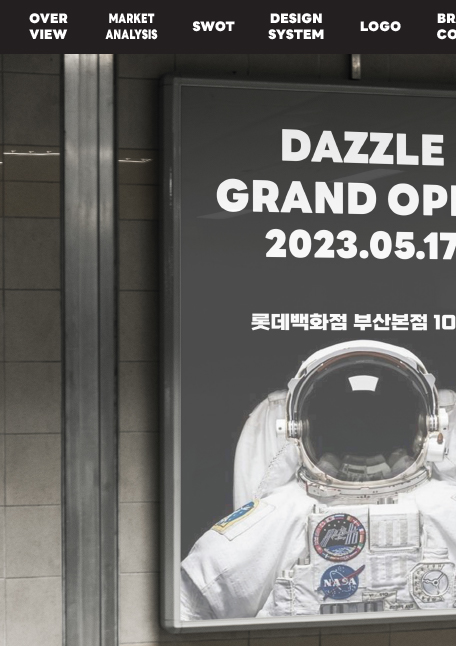 OVER
VIEW
MARKET
ANALYSIS
SWOT
DESIGN
SYSTEM
LOGO
DAZZLE
GRAND
2023.05.17
롯데백화점 부산본점 10
NASA